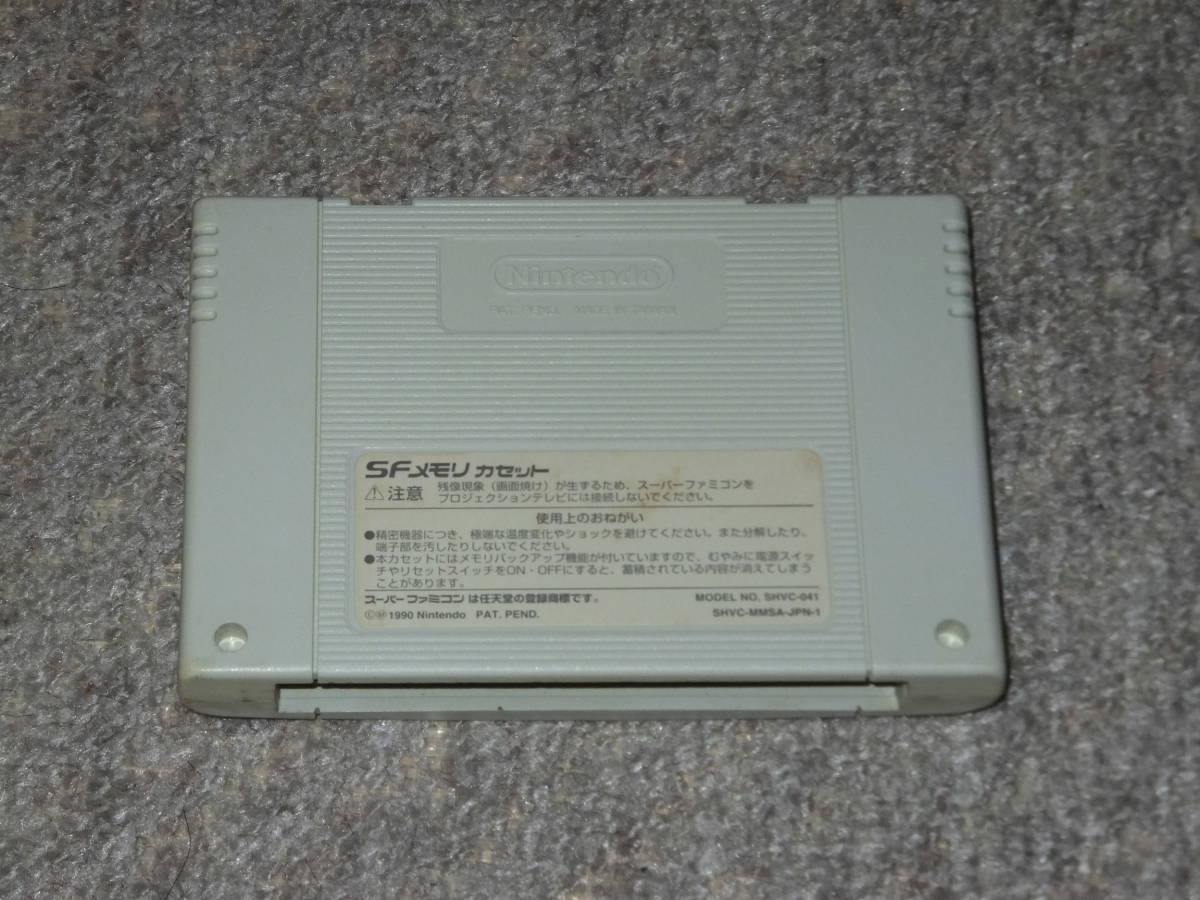 Nintendo
PAT. PEND. MADE IN JAPAN
SFメモリ カセット
⚠注意 残像現象（画面焼け）が生ずるため、スーパーファミコンを
プロジェクションテレビには接続しないでください。
使用上のおねがい
●精密機器につき、極端な温度変化やショックを避けてください。また分解したり、
端子部を汚したりしないでください。
●本カセットにはメモリバックアップ機能が付いていますので、むやみに電源スイッ
チやリセットスイッチをON・OFFにすると、蓄積されている内容が消えてしまう
ことがあります。
スーパーファミコンは任天堂の登録商標です。 MODEL NO. SHVC-041
©Ⓜ1990 Nintendo PAT. PEND. SHVC-MMSA-JPN-1